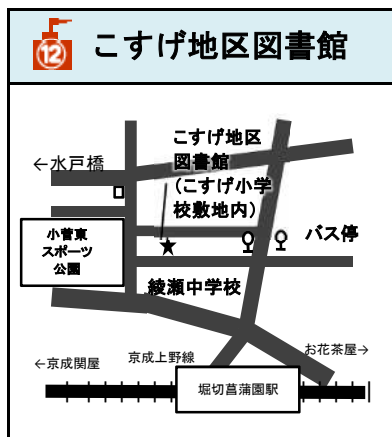 ⑫ こすげ地区図書館
こすげ地区
図書館
(こすげ小学
校敷地内)
←水戸橋
小菅東
スポーツ
公園
バス停
綾瀬中学校
お花茶屋→
京成上野線
←京成関屋
堀切菖蒲園駅